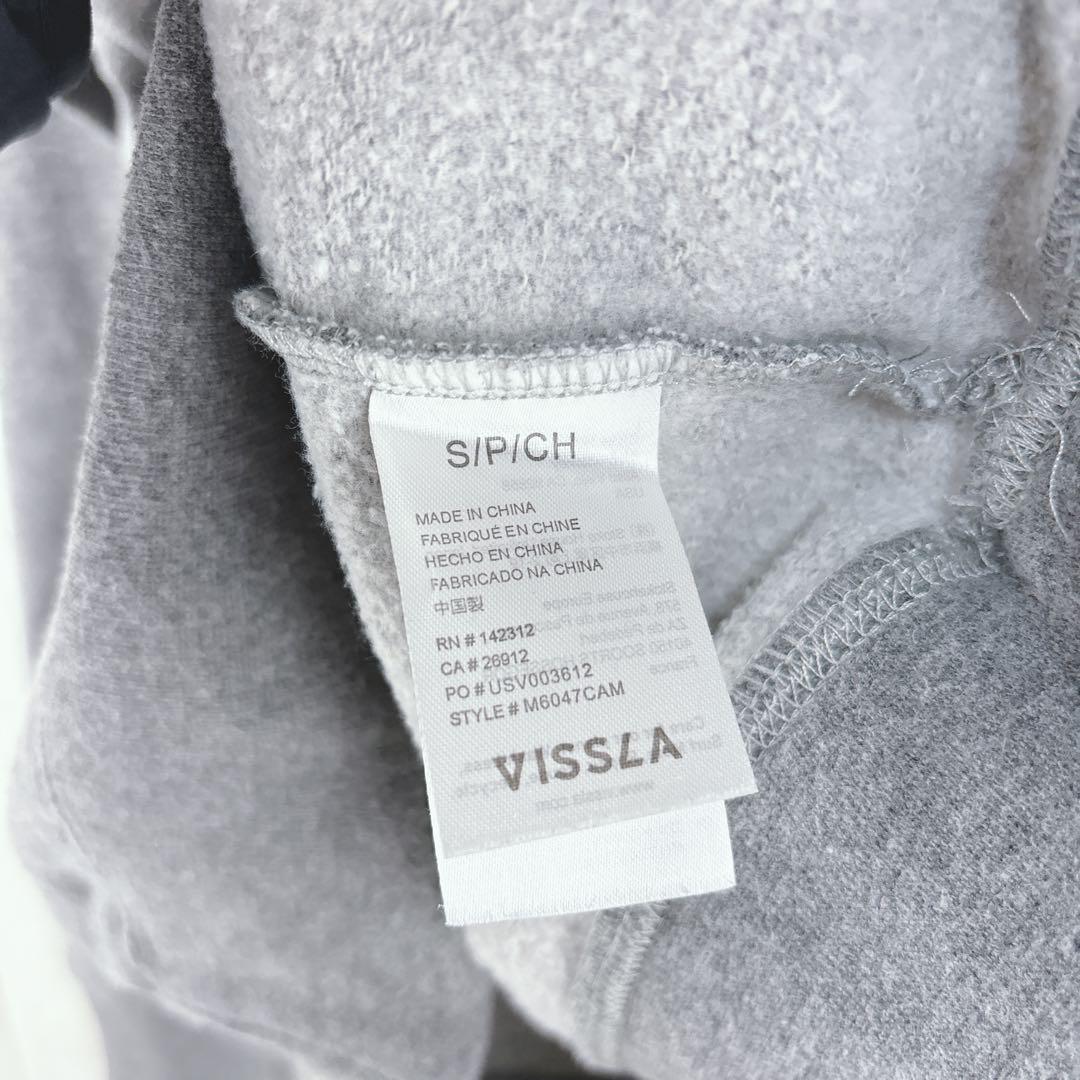 S/P/CH
MADE IN CHINA
FABRIQUÉ EN CHINE
HECHO EN CHINA
FABRICADO NA CHINA
中国製
RN # 142312
CA # 26912
PO # USV003612
STYLE # M6047CAM
VISSLA